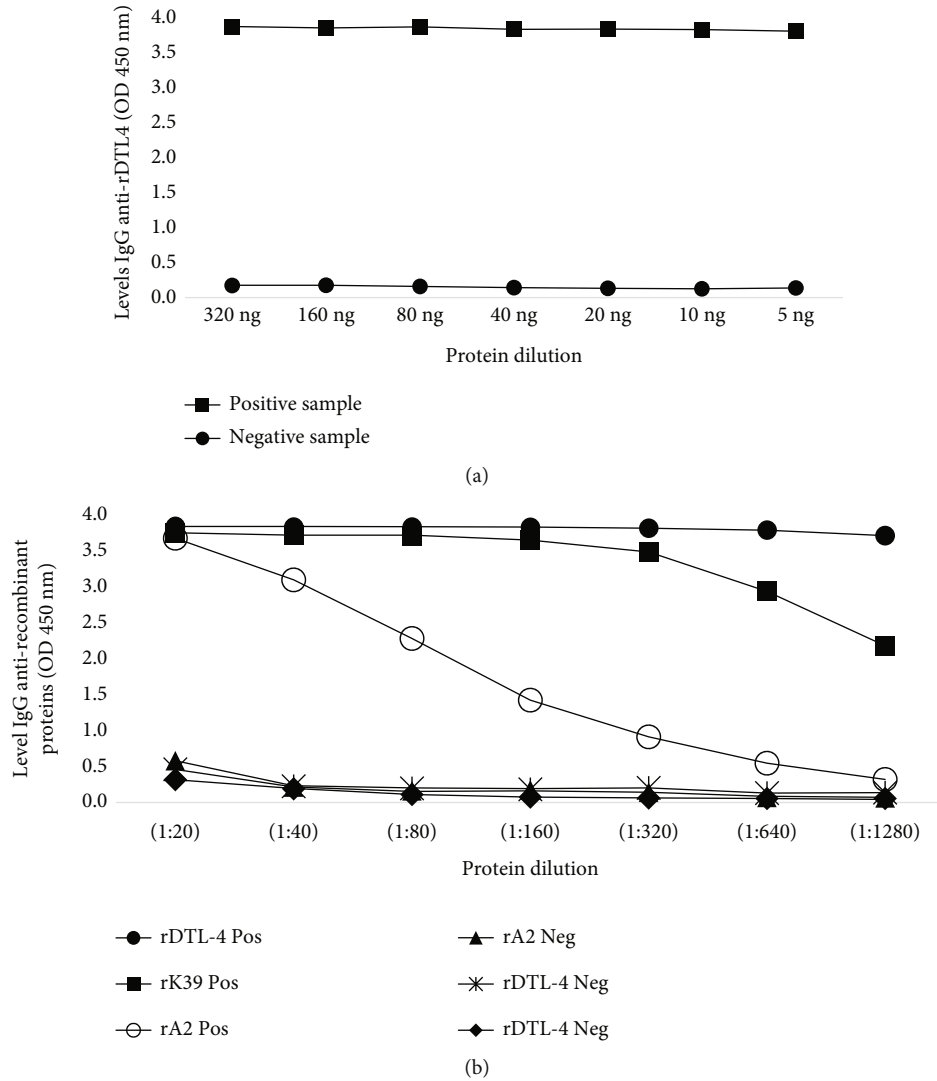 Levels IgG anti-rDTL4 (OD 450 nm)
4.0
3.5
3.0
2.5
2.0
1.5
1.0
0.5
0.0
320 ng 160 ng 80 ng 40 ng 20 ng 10 ng 5 ng
Protein dilution
Positive sample
Negative sample
(a)
Level IgG anti-recombinant
proteins (OD 450 nm)
4.0
3.5
3.0
2.5
2.0
1.5
1.0
0.5
0.0
(1:20) (1:40) (1:80) (1:160) (1:320) (1:640) (1:1280)
Protein dilution
rDTL-4 Pos
rK39 Pos
rA2 Pos
rA2 Neg
rDTL-4 Neg
rDTL-4 Neg
(b)